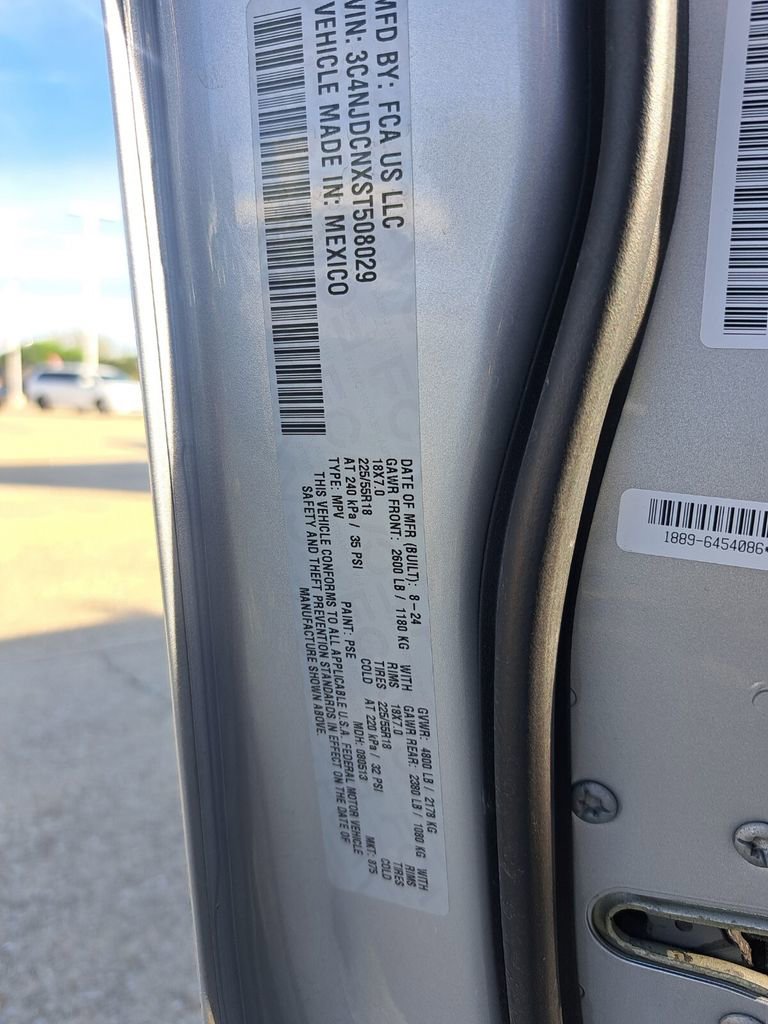 MFD BY: FCA US LLC
VIN: 3C4NJDCNXST508029
VEHICLE MADE IN: MEXICO
DATE OF MFR (BUILT): 8-24 GVWR: 4800 LB / 2178 KG
GAWR FRONT: 2600 LB / 1180 KG WITH GAWR REAR: 2380 LB / 1080 KG WITH
18X7.0 RIMS 18X7.0 RIMS
225/55R18 TIRES 225/55R18 TIRES
AT 240 kPa / 35 PSI COLD AT 220 kPa / 32 PSI COLD
TYPE: MPV PAINT: PSE MDH: 080513 MKT: 875
THIS VEHICLE CONFORMS TO ALL APPLICABLE U.S.A. FEDERAL MOTOR VEHICLE
SAFETY AND THEFT PREVENTION STANDARDS IN EFFECT ON THE DATE OF
MANUFACTURE SHOWN ABOVE.
1889-6454086*